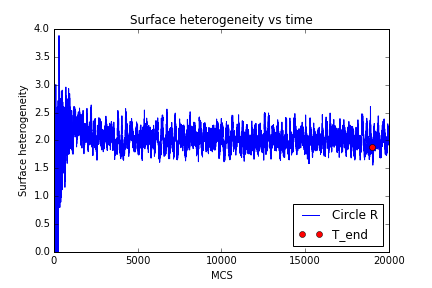 Surface heterogeneity vs time
Surface heterogeneity
4.0
3.5
3.0
2.5
2.0
1.5
1.0
0.5
0.0
0
5000
10000
15000
20000
MCS
Circle R
T_end